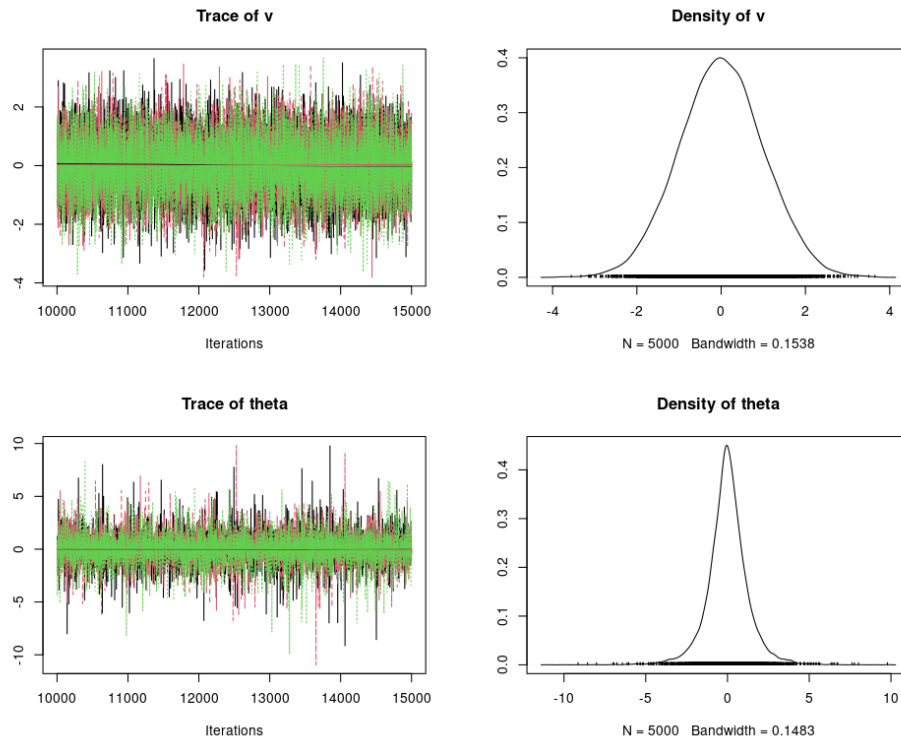 Trace of v
2
0
-2
-4
10000 11000 12000 13000 14000 15000
Iterations
Density of v
0.4
0.3
0.2
0.1
0.0
-4 -2 0 2 4
N = 5000 Bandwidth = 0.1538
Trace of theta
10
5
0
-5
-10
10000 11000 12000 13000 14000 15000
Iterations
Density of theta
0.4
0.3
0.2
0.1
0.0
-10 -5 0 5 10
N = 5000 Bandwidth = 0.1483